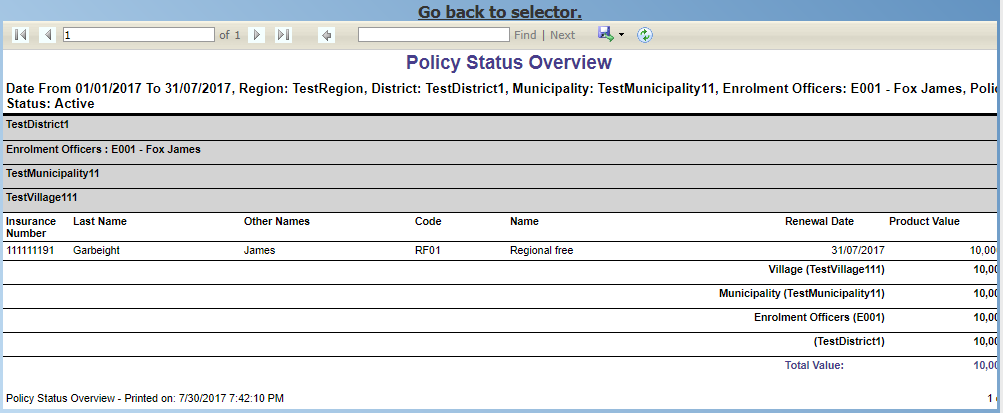 Go back to selector.
1 of 1 Find | Next
Policy Status Overview
Date From 01/01/2017 To 31/07/2017, Region: TestRegion, District: TestDistrict1, Municipality: TestMunicipality11, Enrolment Officers: E001 - Fox James,
Status: Active
TestDistrict1
Enrolment Officers : E001 - Fox James
TestMunicipality11
TestVillage111
Insurance Number Last Name Other Names Code Name Renewal Date Product Value
111111191 Garbeight James RF01 Regional free 31/07/2017 10,00
Village (TestVillage111) 10,00
Municipality (TestMunicipality11) 10,00
Enrolment Officers (E001) 10,00
(TestDistrict1) 10,00
Total Value: 10,00
Policy Status Overview - Printed on: 7/30/2017 7:42:10 PM 1